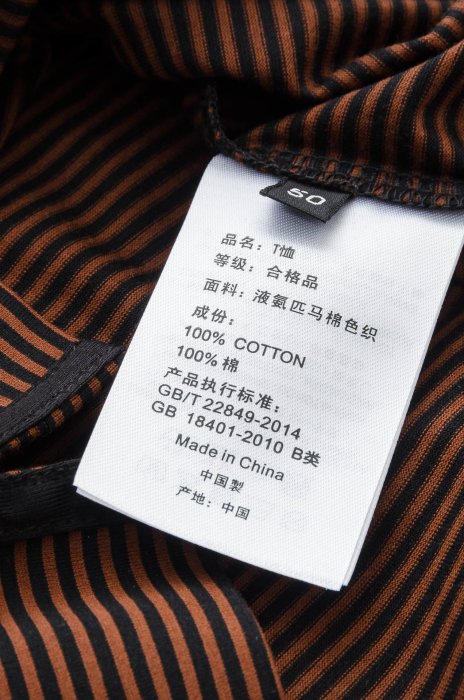 50
品名：T恤
等级：合格品
面料：液氨匹马棉色织
成份：
100% COTTON
100% 棉
产品执行标准：
GB/T 22849-2014
GB 18401-2010 B类
Made in China
中国製
产地：中国